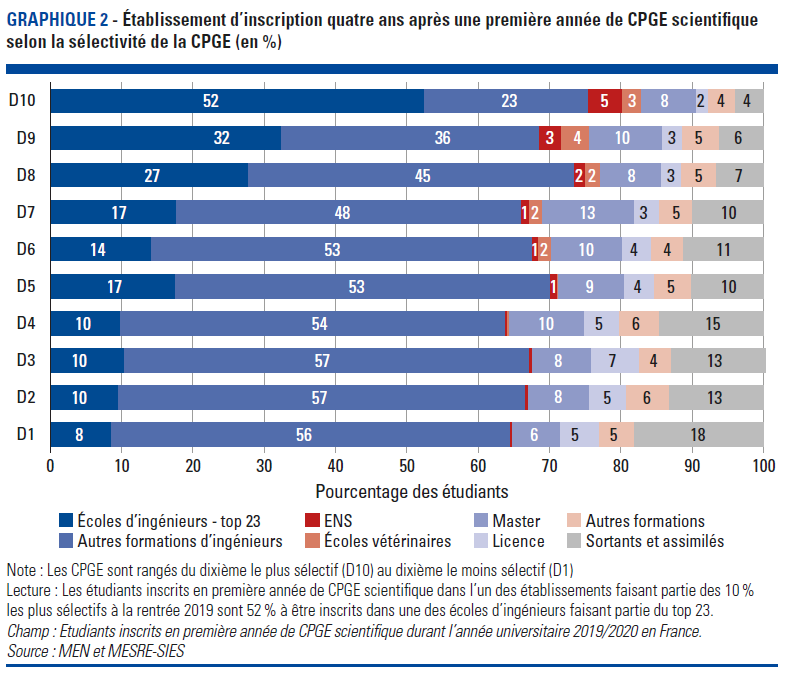 GRAPHIQUE 2 - Établissement d’inscription quatre ans après une première année de CPGE scientifique
selon la sélectivité de la CPGE (en %)
D10 52 23 5 3 8 2 4 4
D9 32 36 3 4 10 3 5 6
D8 27 45 2 2 8 3 5 7
D7 17 48 1 2 13 3 5 10
D6 14 53 1 2 10 4 4 11
D5 17 53 1 9 4 5 10
D4 10 54 10 5 6 15
D3 10 57 8 7 4 13
D2 10 57 8 5 6 13
D1 8 56 6 5 5 18
0 10 20 30 40 50 60 70 80 90 100
Pourcentage des étudiants
Écoles d’ingénieurs - top 23 ENS Master Autres formations
Autres formations d’ingénieurs Écoles vétérinaires Licence Sortants et assimilés
Note : Les CPGE sont rangés du dixième le plus sélectif (D10) au dixième le moins sélectif (D1)
Lecture : Les étudiants inscrits en première année de CPGE scientifique dans l’un des établissements faisant partie des 10 %
les plus sélectifs à la rentrée 2019 sont 52 % à être inscrits dans une des écoles d’ingénieurs faisant partie du top 23.
Champ : Etudiants inscrits en première année de CPGE scientifique durant l’année universitaire 2019/2020 en France.
Source : MEN et MESRE-SIES